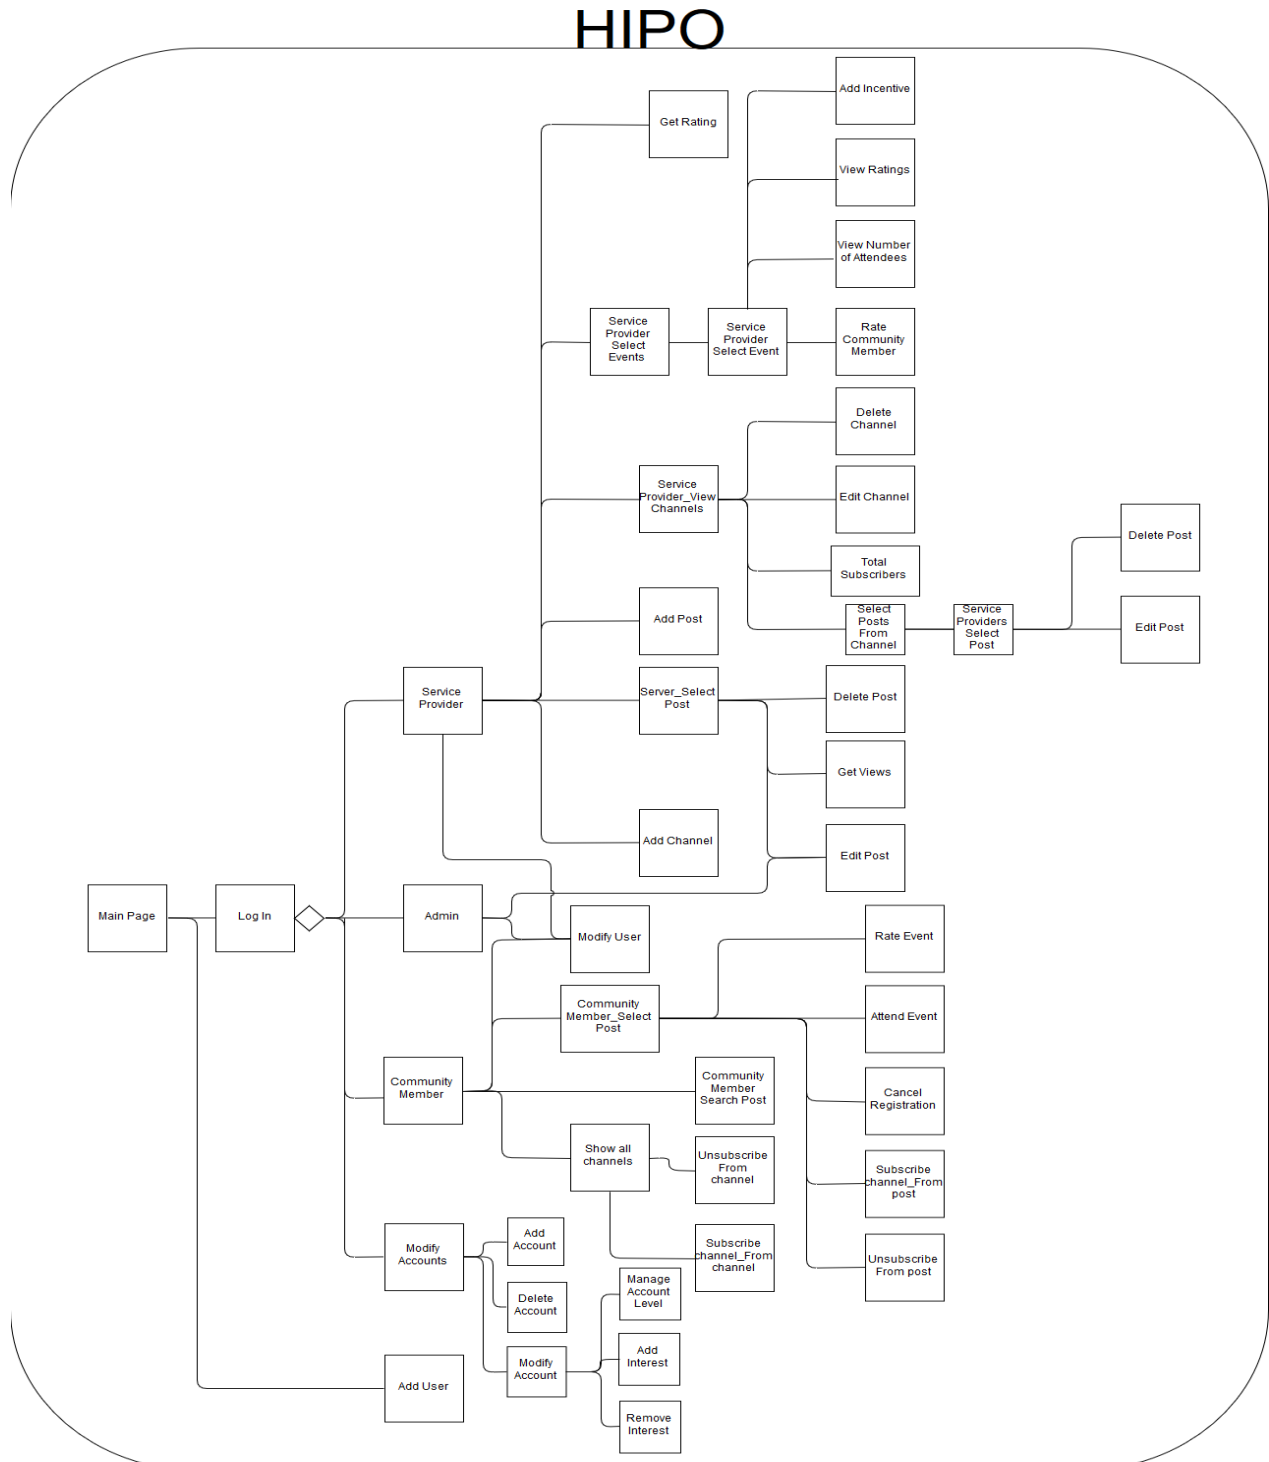 HIPO
Add Incentive
Get Rating
View Ratings
View Number
of Attendees
Service
Provider
Select
Events
Service
Provider
Select Event
Rate
Community
Member
Delete
Channel
Service
Provider_View
Channels
Edit Channel
Delete Post
Total
Subscribers
Add Post
Select
Posts
From
Channel
Service
Providers
Select
Post
Edit Post
Service
Provider
Server_Select
Post
Delete Post
Get Views
Add Channel
Edit Post
Main Page
Log In
Admin
Modify User
Rate Event
Community
Member_Select
Post
Attend Event
Community
Member
Community
Member
Search Post
Cancel
Registration
Show all
channels
Unsubscribe
From
channel
Subscribe
channel_From
post
Modify
Accounts
Add
Account
Subscribe
channel_From
channel
Unsubscribe
From post
Delete
Account
Manage
Account
Level
Modify
Account
Add
Interest
Add User
Remove
Interest